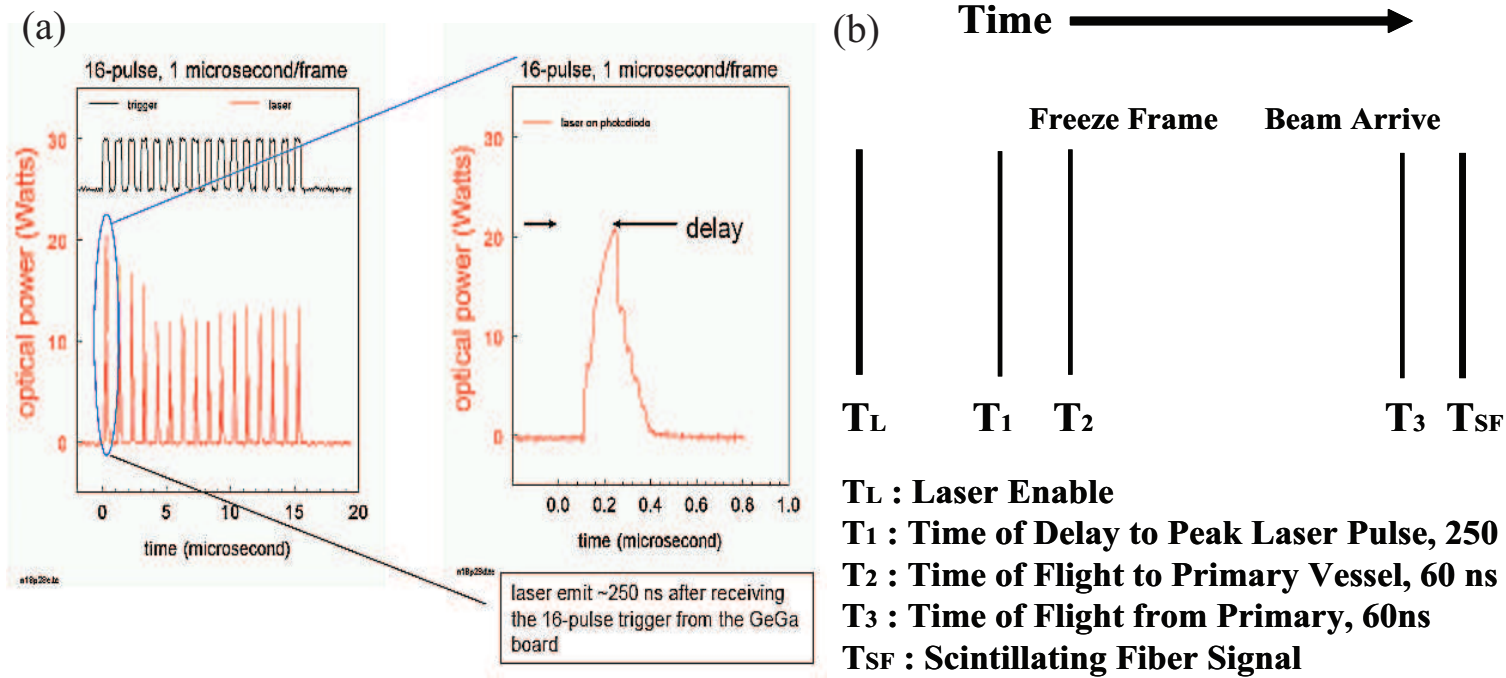 (a)
16-pulse, 1 microsecond/frame
trigger
laser
30
20
10
0
optical power (Watts)
0 5 10 15 20
time (microsecond)
n18p28c.tc
16-pulse, 1 microsecond/frame
laser on photodiode
delay
30
20
10
0
optical power (Watts)
0.0 0.2 0.4 0.6 0.8 1.0
time (microsecond)
laser emit ~250 ns after receiving
the 16-pulse trigger from the GeGa
board
(b)
Time
Freeze Frame Beam Arrive
TL T1 T2 T3 TSF
TL : Laser Enable
T1 : Time of Delay to Peak Laser Pulse, 250
T2 : Time of Flight to Primary Vessel, 60 ns
T3 : Time of Flight from Primary, 60ns
TSF : Scintillating Fiber Signal